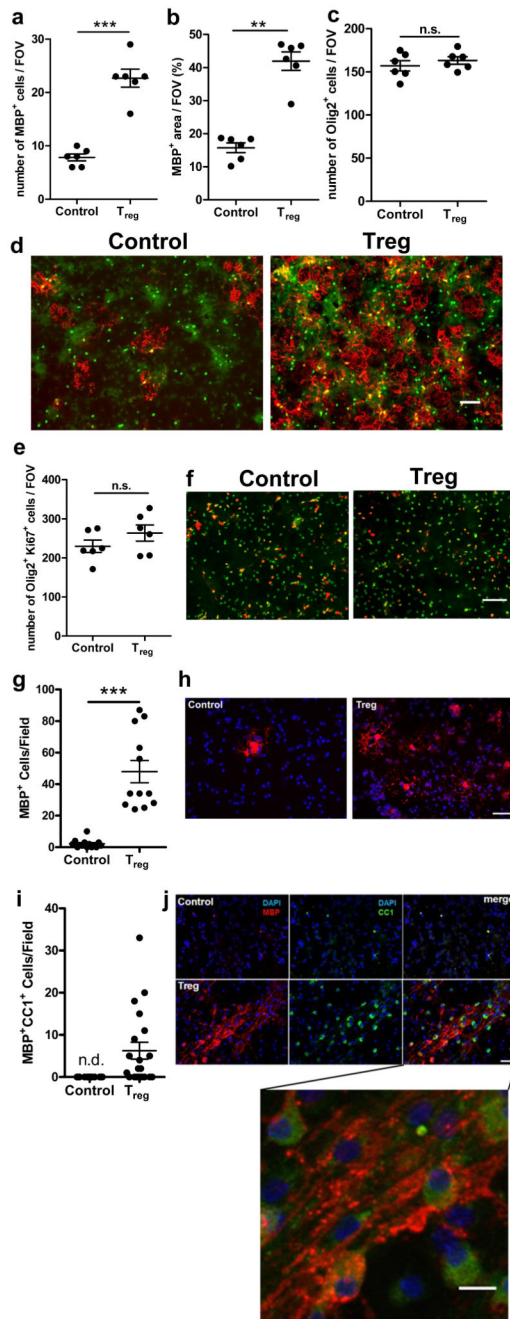 a
***
number of MBP⁺ cells / FOV
30
20
10
0
Control
Treg
b
**
MBP⁺ area / FOV (%)
60
40
20
0
Control
Treg
c
n.s.
number of Olig2⁺ cells / FOV
200
150
100
50
0
Control
Treg
d
Control
Treg
e
n.s.
number of Olig2⁺ Ki67⁺ cells / FOV
400
300
200
100
0
Control
Treg
f
Control
Treg
g
***
MBP⁺ Cells/Field
100
80
60
40
20
0
Control
Treg
h
Control
Treg
i
MBP⁺CC1⁺ Cells/Field
40
30
20
10
0
n.d.
Control
Treg
j
Control
DAPI
MBP
DAPI
CC1
merge
Treg